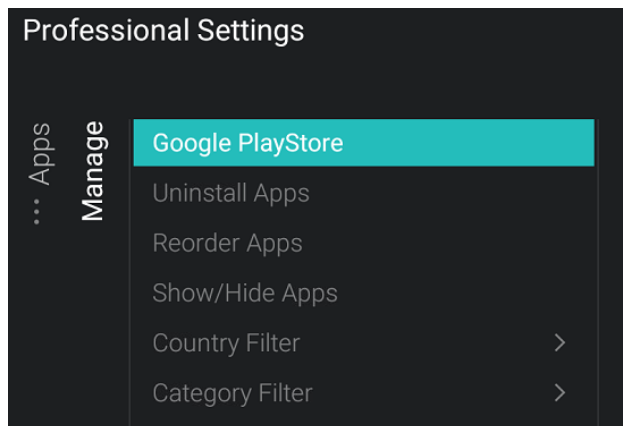 Professional Settings
... Apps
Manage
Google PlayStore
Uninstall Apps
Reorder Apps
Show/Hide Apps
Country Filter
Category Filter